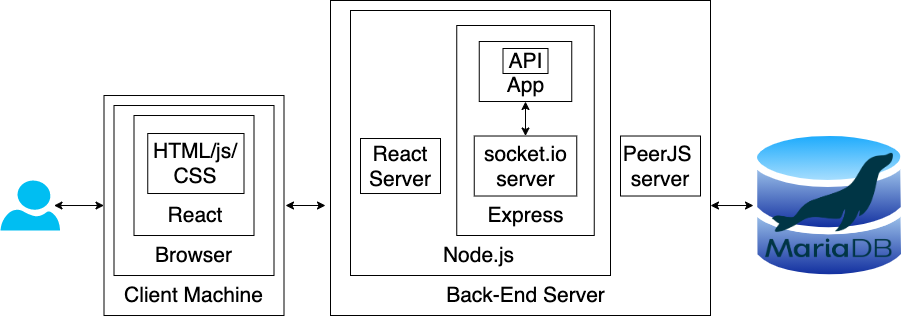 HTML/js/
CSS
React
Browser
Client Machine
API
App
React
Server
socket.io
server
Express
Node.js
PeerJS
server
Back-End Server
MariaDB